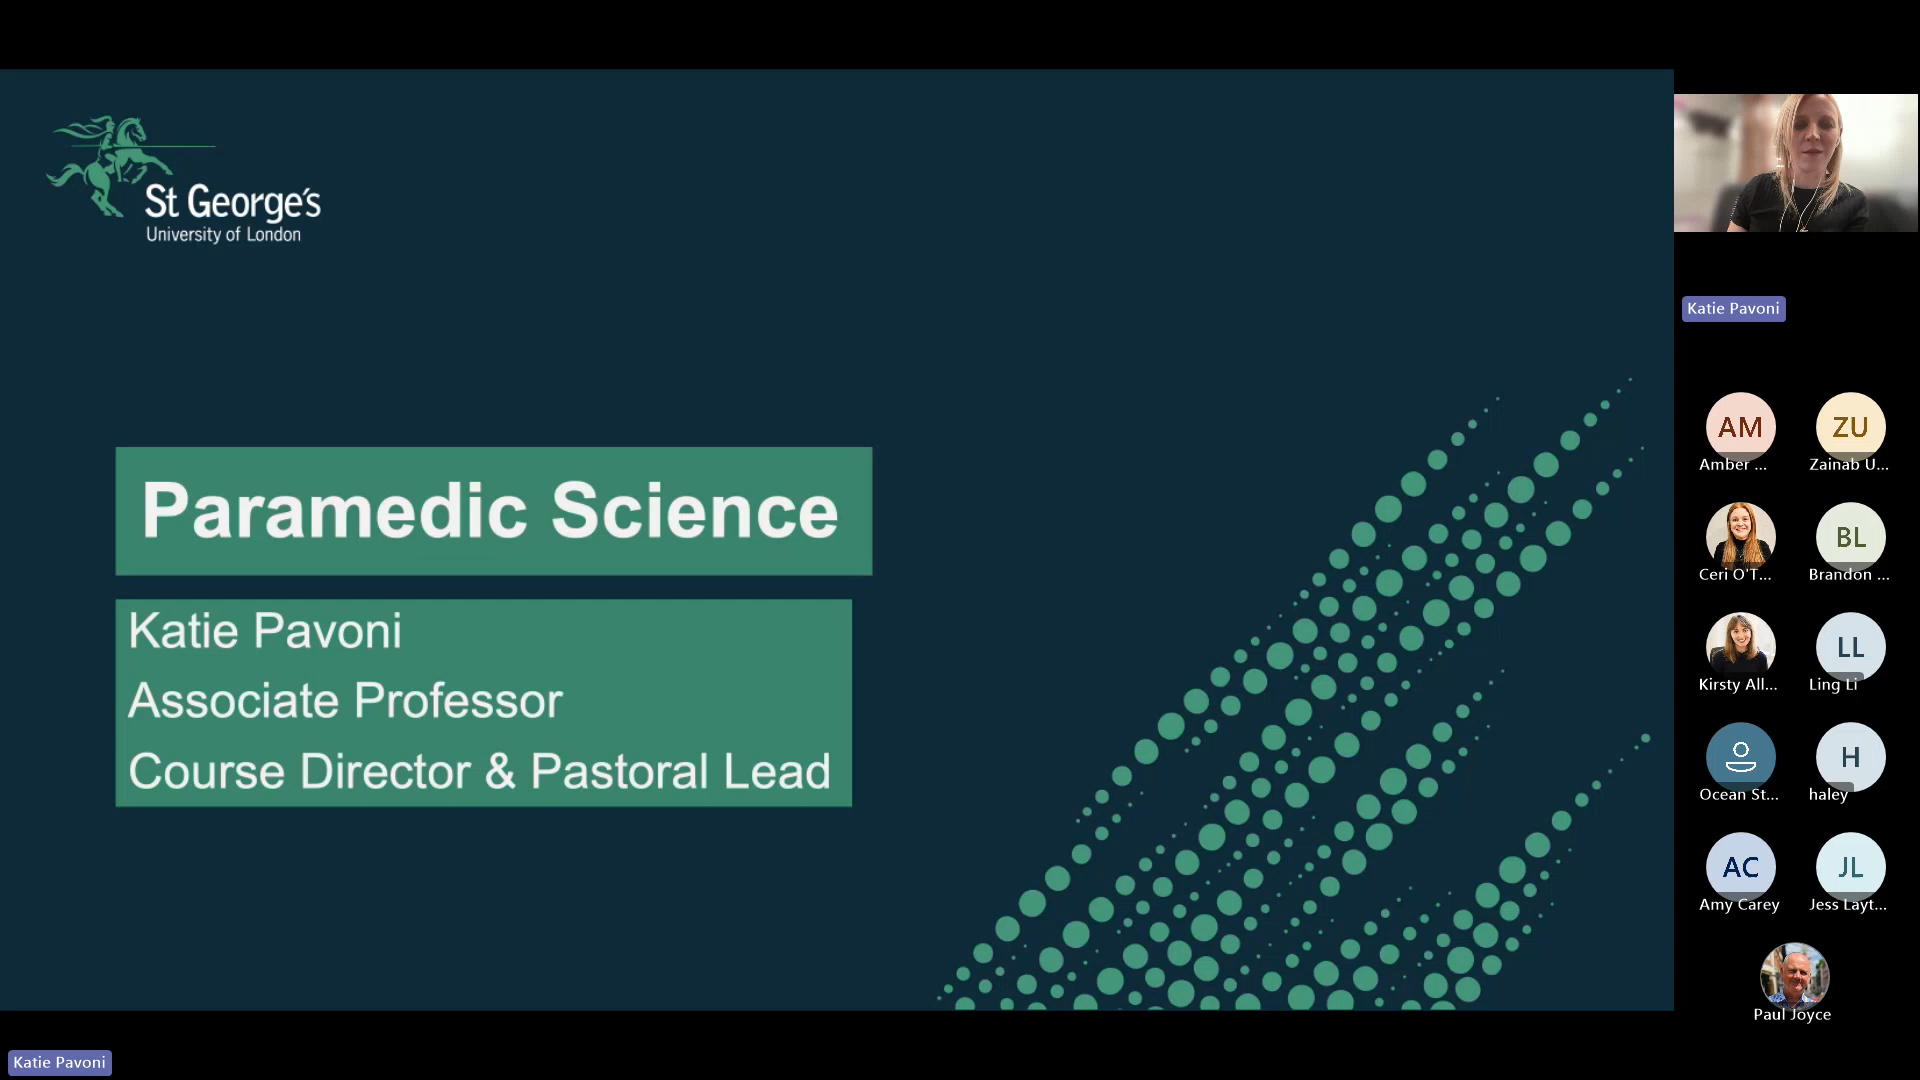 St George's
University of London
Paramedic Science
Katie Pavoni
Associate Professor
Course Director & Pastoral Lead
Katie Pavoni
AM
Amber ...
ZU
Zainab U...
Ceri O'T...
BL
Brandon ...
Kirsty All...
LL
Ling Li
Ocean St...
H
haley
AC
Amy Carey
JL
Jess Layt...
Paul Joyce
Katie Pavoni